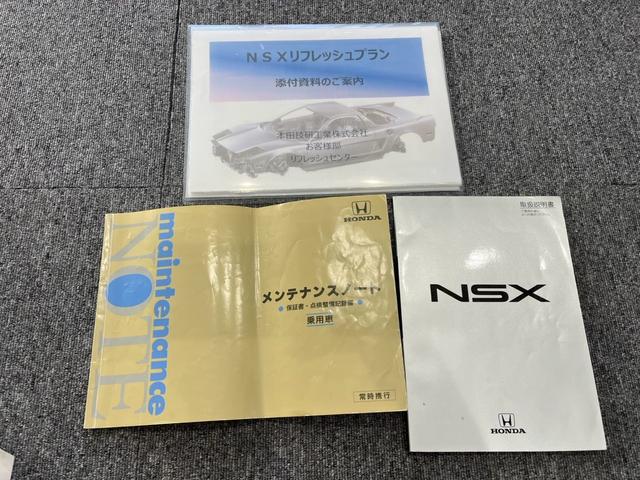 NSXリフレッシュプラン
添付資料のご案内
本田技研工業株式会社
お客様部
リフレッシュセンター
maintenance
NOTE
HONDA
メンテナンスノート
保証書・点検整備記録編
乗用車
常時携行
取扱説明書
NSX
HONDA